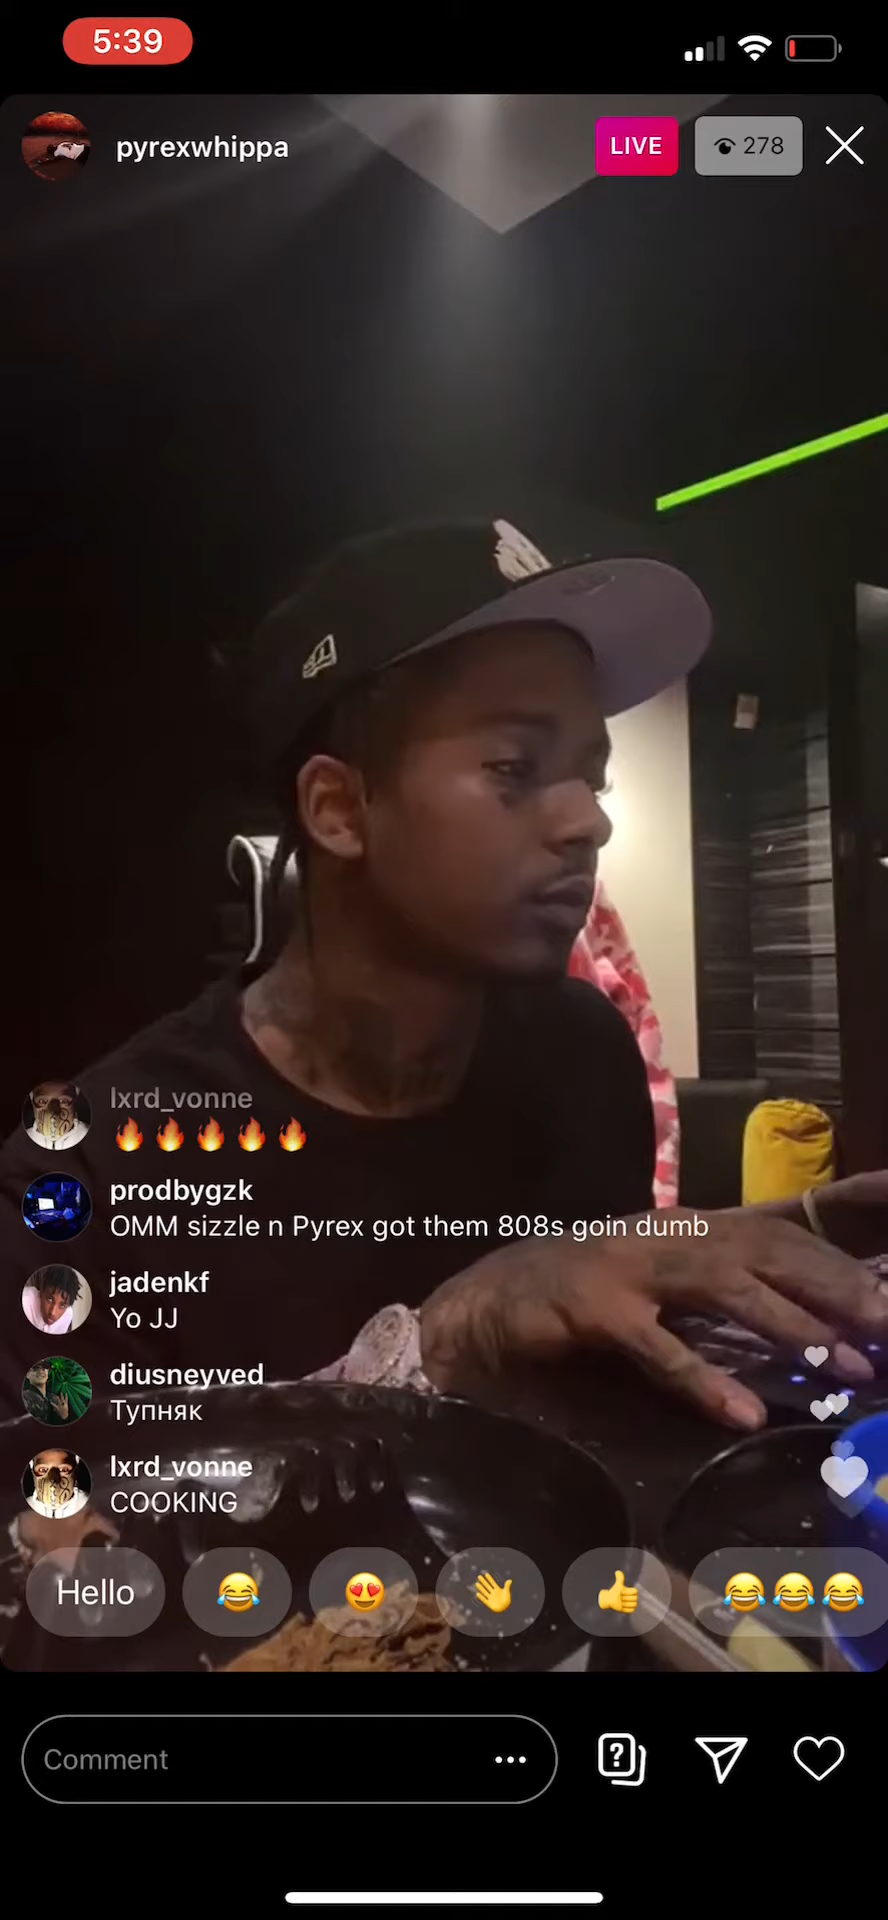 5:39
pyrexwhippa
LIVE
278
lxrd_vonne
🔥🔥🔥🔥🔥
prodbygzk
OMM sizzle n Pyrex got them 808s goin dumb
jadenkf
Yo JJ
diusneyved
Тупняк
lxrd_vonne
COOKING
Hello 😂 😍 👋 👍 😂😂😂
Comment